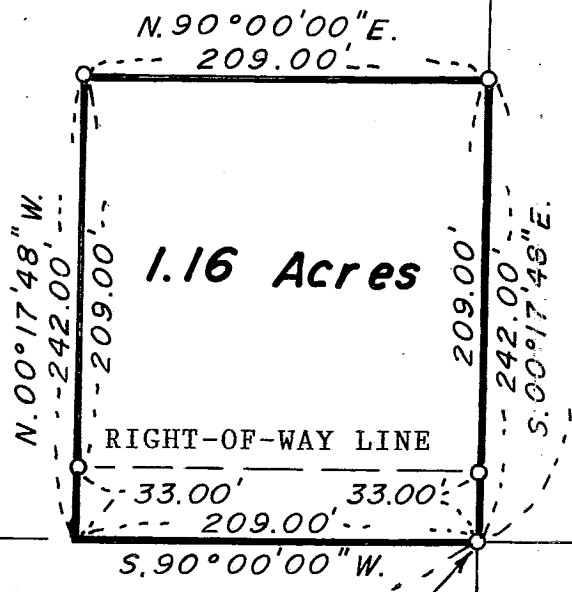 N.90°00'00"E.
209.00'
N.00°17'48"W.
242.00'
209.00'
1.16 Acres
209.00'
242.00'
S.00°17'48"E.
RIGHT-OF-WAY LINE
33.00'
33.00'
209.00'
S.90°00'00"W.